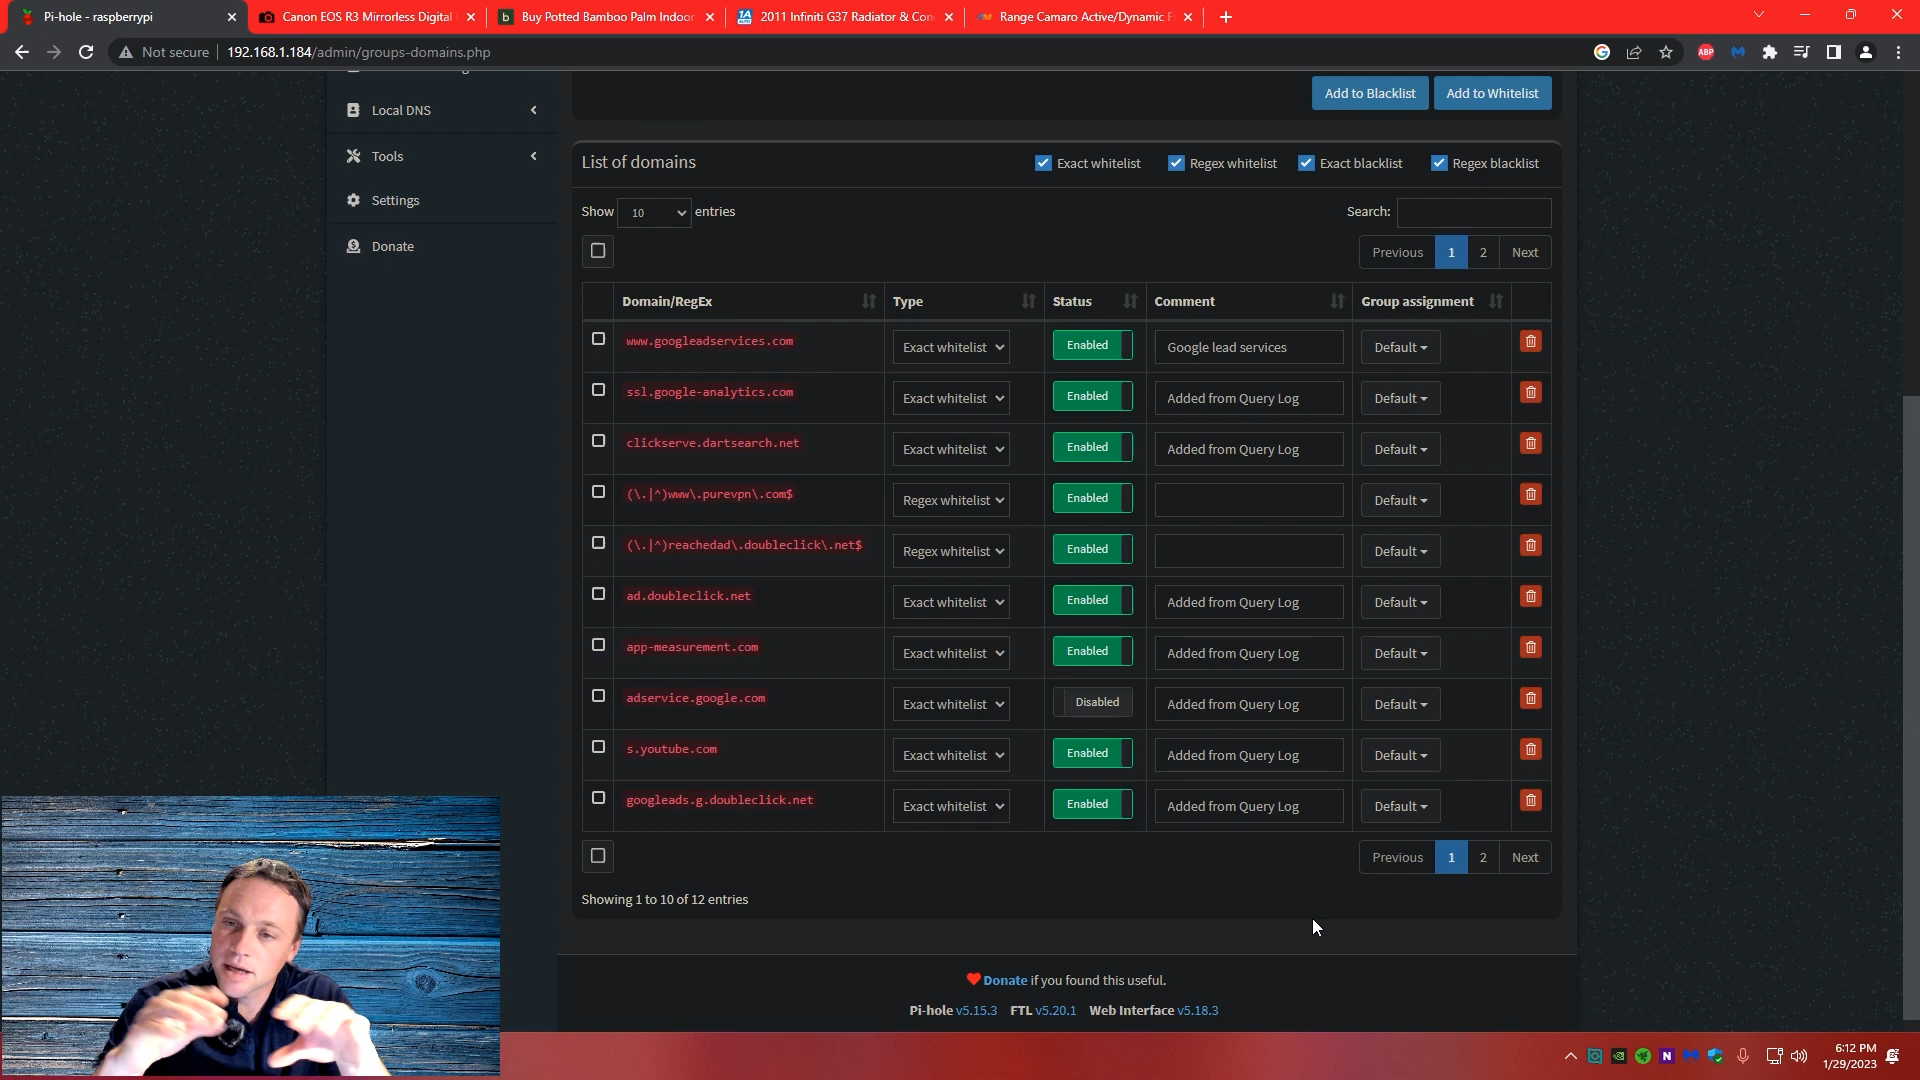 Pi-hole - raspberrypi
Canon EOS R3 Mirrorless Digital
Buy Potted Bamboo Palm Indoor
2011 Infiniti G37 Radiator & Con
Range Camaro Active/Dynamic F
Not secure
192.168.1.184/admin/groups-domains.php
ABP
Local DNS
Tools
Settings
Donate
Add to Blacklist
Add to Whitelist
List of domains
Exact whitelist
Regex whitelist
Exact blacklist
Regex blacklist
Show 10 entries
Search:
Previous 1 2 Next
Domain/RegEx Type Status Comment Group assignment
www.googleadservices.com Exact whitelist Enabled Google lead services Default
ssl.google-analytics.com Exact whitelist Enabled Added from Query Log Default
clickserve.dartsearch.net Exact whitelist Enabled Added from Query Log Default
(\.|^)www\.purevpn\.com$ Regex whitelist Enabled Default
(\.|^)reachedad\.doubleclick\.net$ Regex whitelist Enabled Default
ad.doubleclick.net Exact whitelist Enabled Added from Query Log Default
app-measurement.com Exact whitelist Enabled Added from Query Log Default
adservice.google.com Exact whitelist Disabled Added from Query Log Default
s.youtube.com Exact whitelist Enabled Added from Query Log Default
googleads.g.doubleclick.net Exact whitelist Enabled Added from Query Log Default
Previous 1 2 Next
Showing 1 to 10 of 12 entries
Donate if you found this useful.
Pi-hole v5.15.3 FTL v5.20.1 Web Interface v5.18.3
6:12 PM
1/29/2023